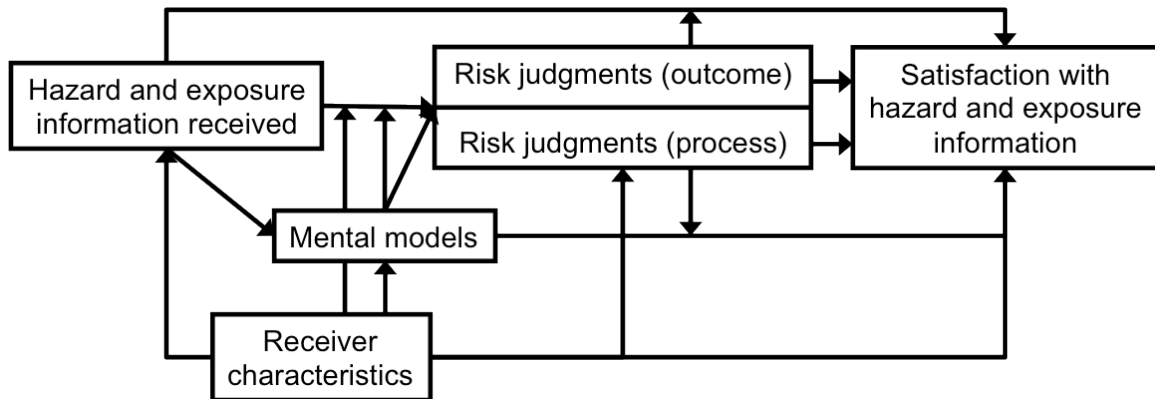 Hazard and exposure
information received
Risk judgments (outcome)
Risk judgments (process)
Satisfaction with
hazard and exposure
information
Mental models
Receiver
characteristics